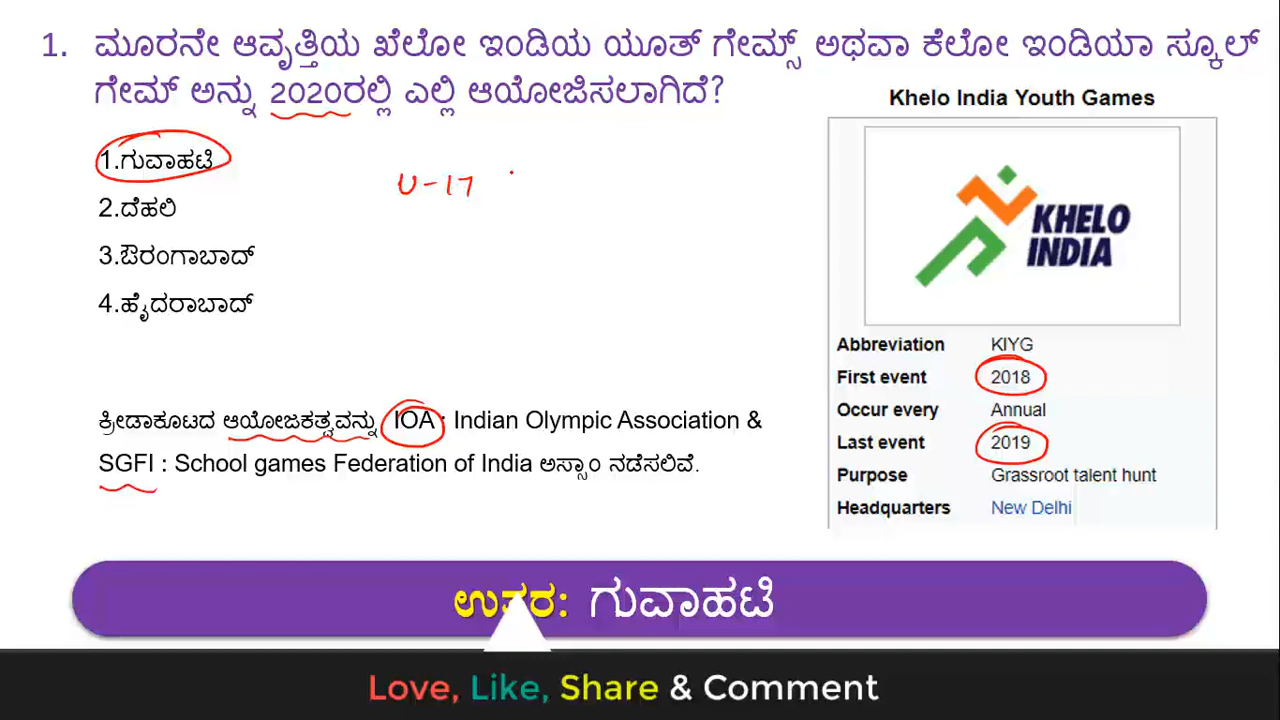 1. ಮೂರನೇ ಆವೃತ್ತಿಯ ಖೆಲೋ ಇಂಡಿಯ ಯೂತ್ ಗೇಮ್ಸ್ ಅಥವಾ ಕೆಲೋ ಇಂಡಿಯಾ ಸ್ಕೂಲ್
ಗೇಮ್ ಅನ್ನು 2020ರಲ್ಲಿ ಎಲ್ಲಿ ಆಯೋಜಿಸಲಾಗಿದೆ?
1.ಗುವಾಹಟಿ
U-17
2.ದೆಹಲಿ
3.ಔರಂಗಾಬಾದ್
4.ಹೈದರಾಬಾದ್
ಕ್ರೀಡಾಕೂಟದ ಆಯೋಜಕತ್ವವನ್ನು IOA : Indian Olympic Association &
SGFI : School games Federation of India ಅಸ್ಸಾಂ ನಡೆಸಲಿವೆ.
Khelo India Youth Games
KHELO
INDIA
Abbreviation KIYG
First event 2018
Occur every Annual
Last event 2019
Purpose Grassroot talent hunt
Headquarters New Delhi
ಉತ್ತರ: ಗುವಾಹಟಿ
Love, Like, Share & Comment